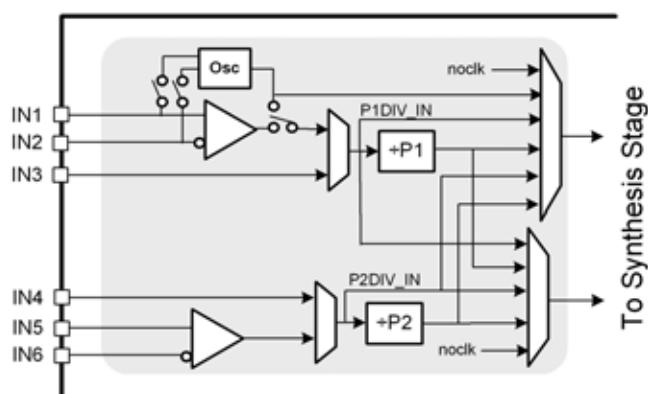 Osc
noclk
IN1
P1DIV_IN
IN2
÷P1
IN3
To Synthesis Stage
IN4
P2DIV_IN
IN5
÷P2
IN6
noclk